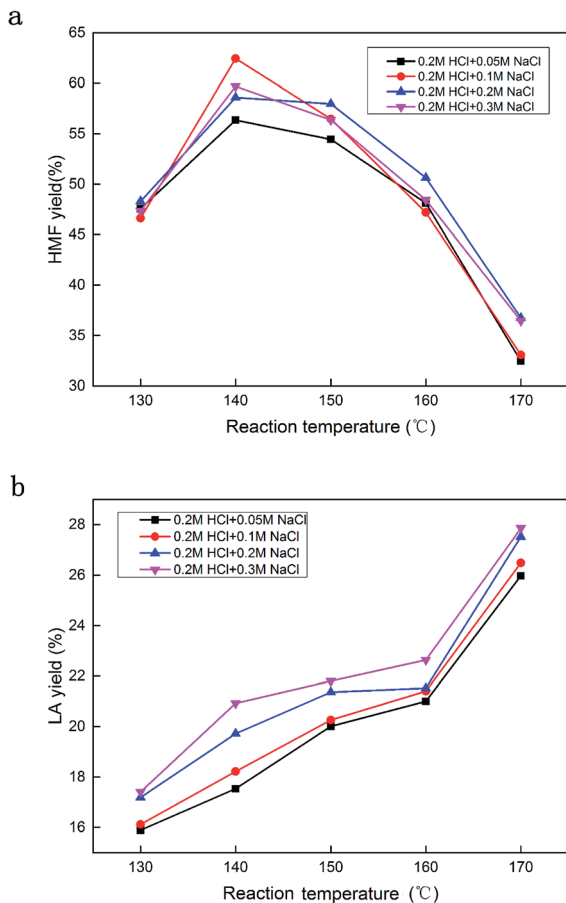 a
65
60
55
50
45
40
35
30
HMF yield(%)
0.2M HCl+0.05M NaCl
0.2M HCl+0.1M NaCl
0.2M HCl+0.2M NaCl
0.2M HCl+0.3M NaCl
130 140 150 160 170
Reaction temperature (℃)
b
28
26
24
22
20
18
16
LA yield (%)
0.2M HCl+0.05M NaCl
0.2M HCl+0.1M NaCl
0.2M HCl+0.2M NaCl
0.2M HCl+0.3M NaCl
130 140 150 160 170
Reaction temperature (℃)